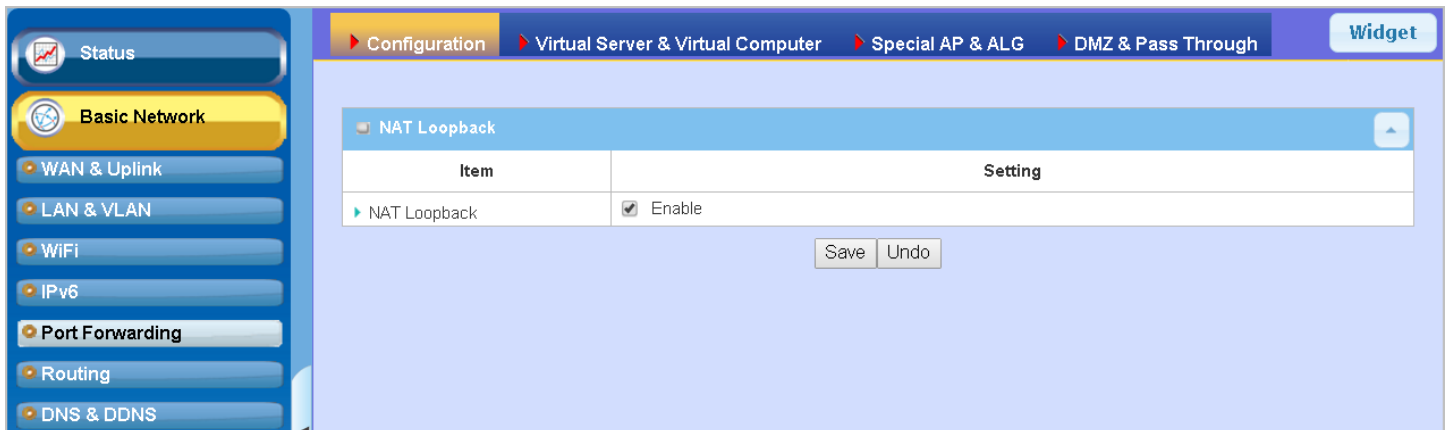 Status
Basic Network
WAN & Uplink
LAN & VLAN
WiFi
IPv6
Port Forwarding
Routing
DNS & DDNS
Configuration Virtual Server & Virtual Computer Special AP & ALG DMZ & Pass Through Widget
NAT Loopback
Item Setting
NAT Loopback Enable
Save Undo